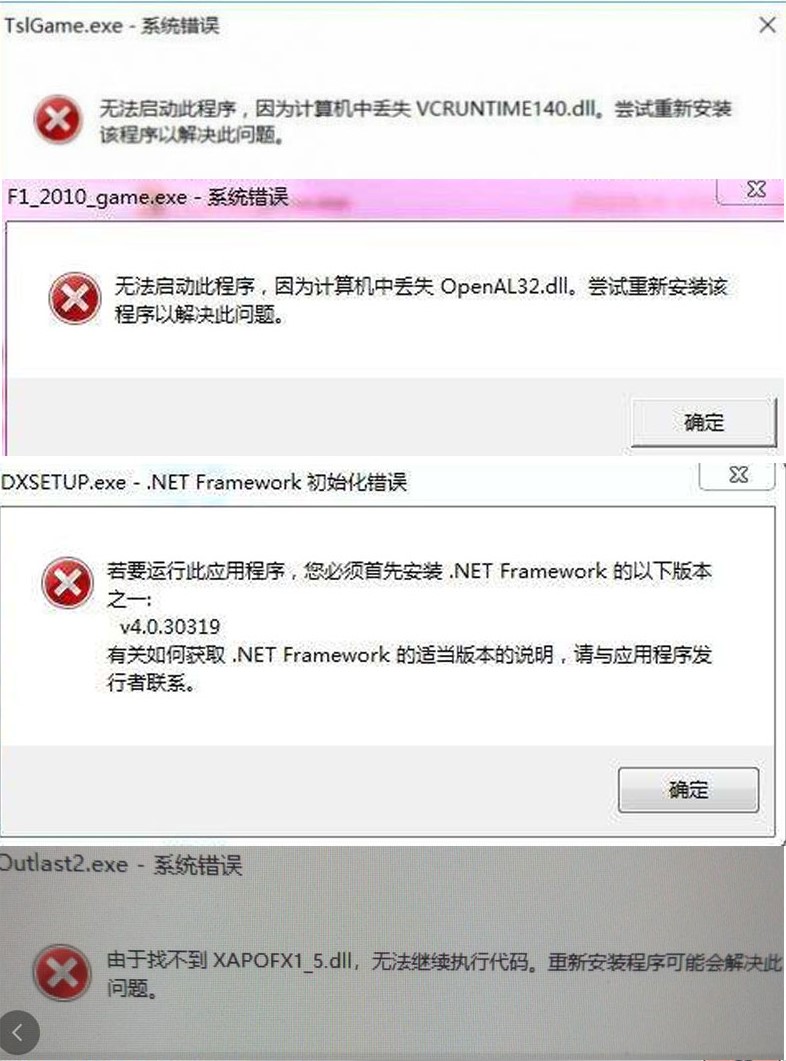 TslGame.exe - 系统错误
无法启动此程序，因为计算机中丢失 VCRUNTIME140.dll。尝试重新安装
该程序以解决此问题。
F1_2010_game.exe - 系统错误
无法启动此程序，因为计算机中丢失 OpenAL32.dll。尝试重新安装该
程序以解决此问题。
确定
DXSETUP.exe - .NET Framework 初始化错误
若要运行此应用程序，您必须首先安装 .NET Framework 的以下版本
之一:
v4.0.30319
有关如何获取 .NET Framework 的适当版本的说明，请与应用程序发
行者联系。
确定
Outlast2.exe - 系统错误
由于找不到 XAPOFX1_5.dll，无法继续执行代码。重新安装程序可能会解决此
问题。